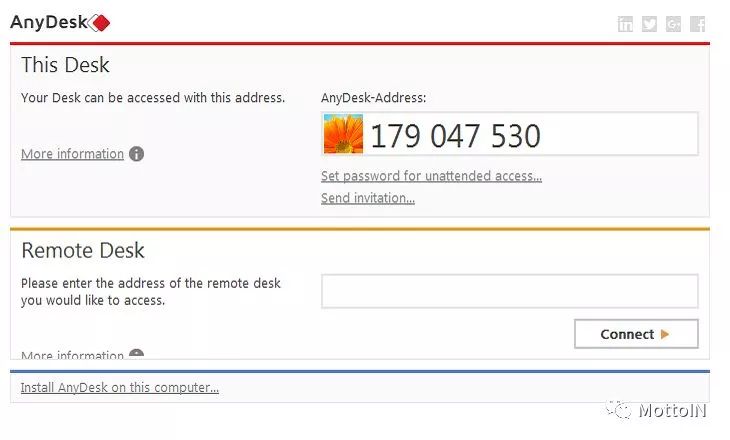 AnyDesk
This Desk
Your Desk can be accessed with this address.
AnyDesk-Address:
179 047 530
More information
Set password for unattended access...
Send invitation...
Remote Desk
Please enter the address of the remote desk
you would like to access.
Connect
More information
Install AnyDesk on this computer...
MottoIN